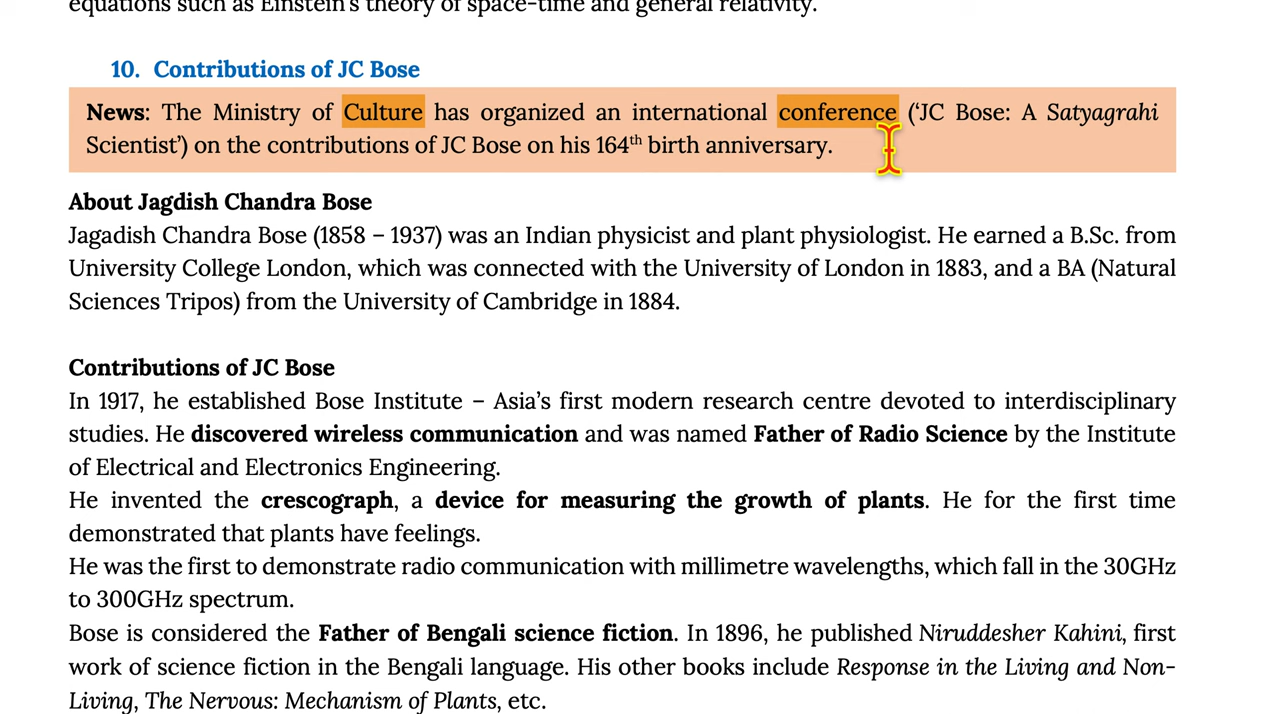 equations such as Einstein's theory of space-time and general relativity.
10. Contributions of JC Bose
News: The Ministry of Culture has organized an international conference (‘JC Bose: A Satyagrahi
Scientist’) on the contributions of JC Bose on his 164th birth anniversary.
About Jagdish Chandra Bose
Jagadish Chandra Bose (1858 – 1937) was an Indian physicist and plant physiologist. He earned a B.Sc. from
University College London, which was connected with the University of London in 1883, and a BA (Natural
Sciences Tripos) from the University of Cambridge in 1884.
Contributions of JC Bose
In 1917, he established Bose Institute – Asia’s first modern research centre devoted to interdisciplinary
studies. He discovered wireless communication and was named Father of Radio Science by the Institute
of Electrical and Electronics Engineering.
He invented the crescograph, a device for measuring the growth of plants. He for the first time
demonstrated that plants have feelings.
He was the first to demonstrate radio communication with millimetre wavelengths, which fall in the 30GHz
to 300GHz spectrum.
Bose is considered the Father of Bengali science fiction. In 1896, he published Niruddesher Kahini, first
work of science fiction in the Bengali language. His other books include Response in the Living and Non-
Living, The Nervous: Mechanism of Plants, etc.